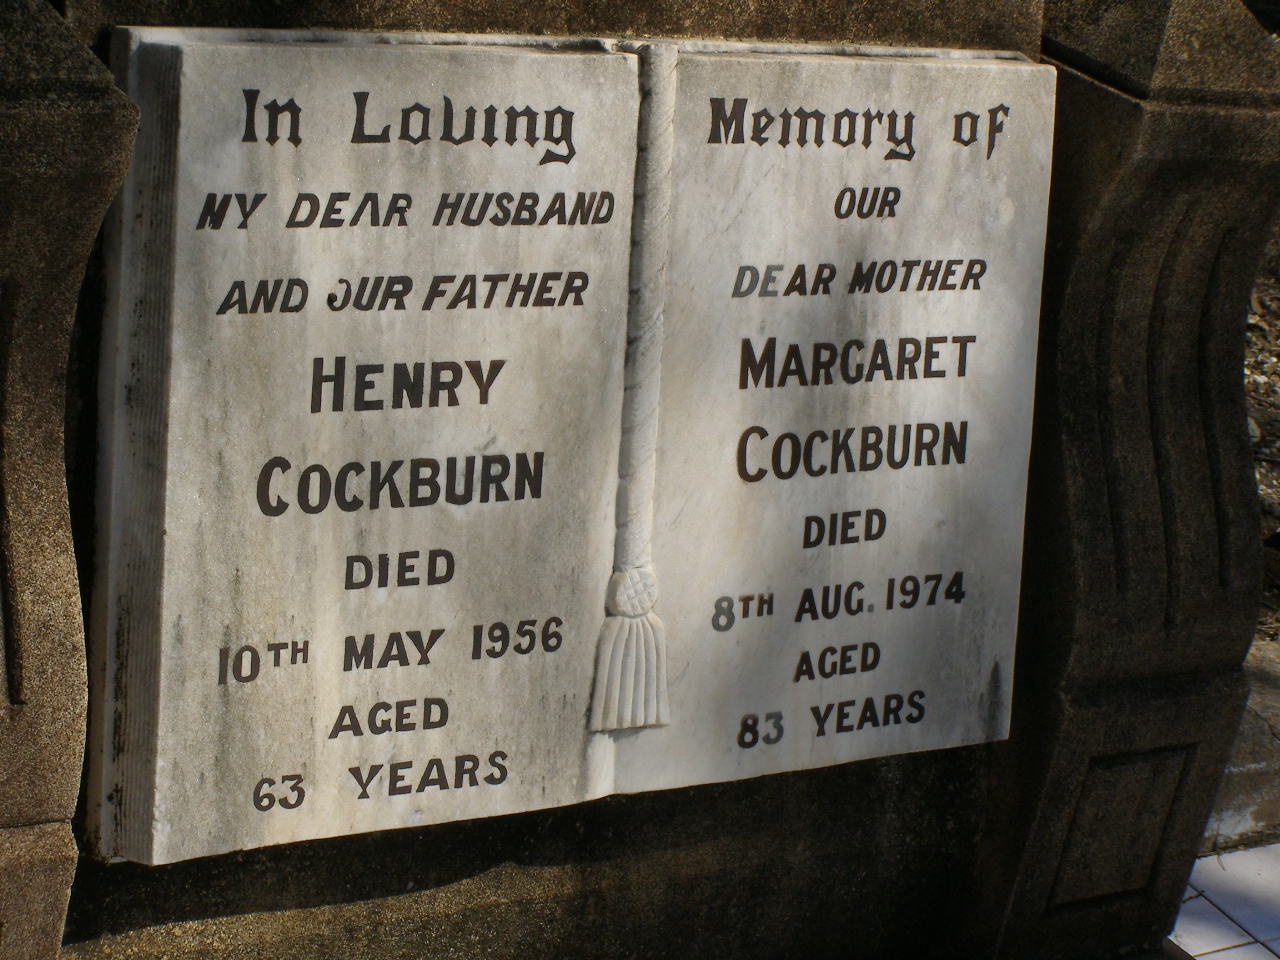 In Loving
MY DEAR HUSBAND
AND OUR FATHER
HENRY
COCKBURN
DIED
10TH MAY 1956
AGED
63 YEARS
Memory of
OUR
DEAR MOTHER
MARGARET
COCKBURN
DIED
8TH AUG. 1974
AGED
83 YEARS